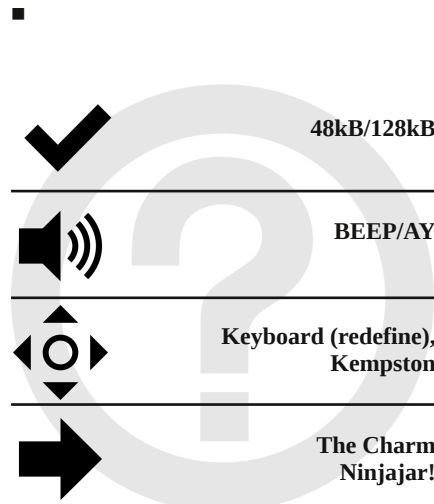 48kB/128kB
BEEP/AY
Keyboard (redefine),
Kempston
The Charm
Ninjajar!